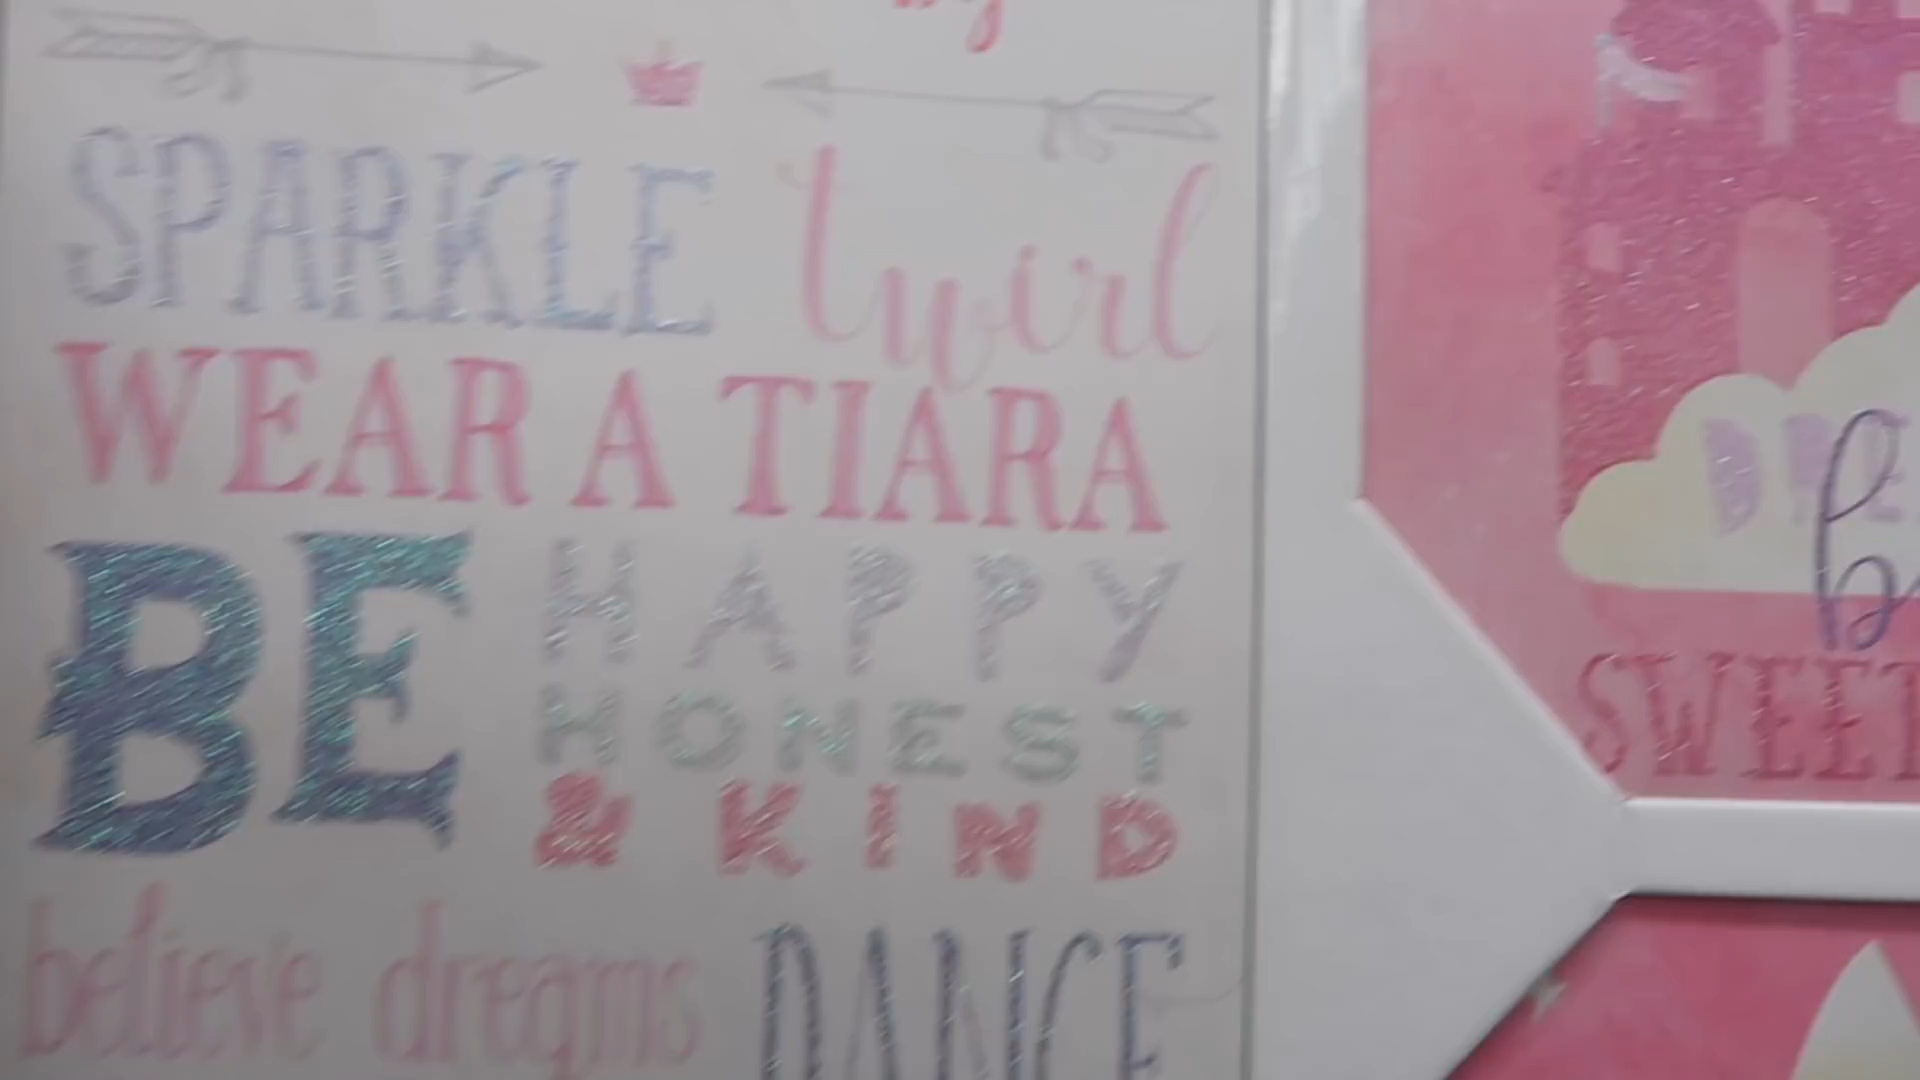 SPARKLE twirl
WEAR A TIARA
BE HAPPY
HONEST
& KIND
believe dreams DANCE
SWEET